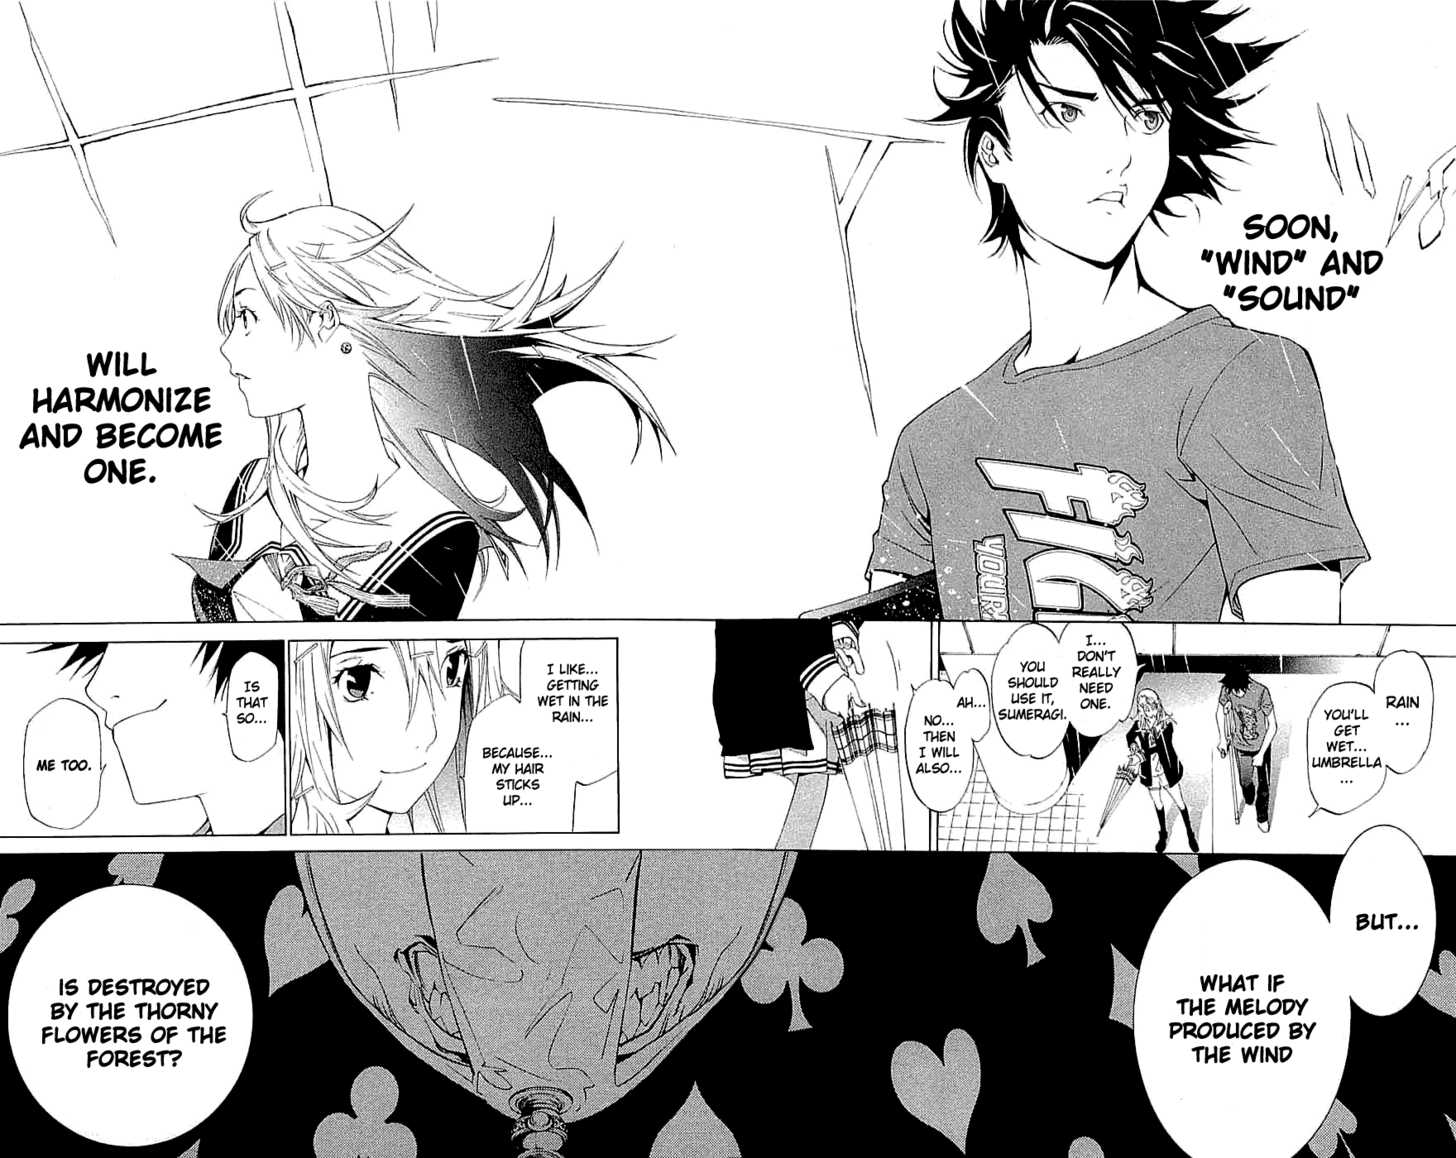 SOON,
"WIND" AND
"SOUND"
WILL
HARMONIZE
AND BECOME
ONE.
FIG
YOUR
RAIN
...
YOU'LL
GET
WET...
UMBRELLA
...
I...
DON'T
REALLY
NEED
ONE.
YOU
SHOULD
USE IT,
SUMERAGI.
AH...
NO...
THEN
I WILL
ALSO...
I LIKE...
GETTING
WET IN THE
RAIN...
BECAUSE...
MY HAIR
STICKS
UP...
IS
THAT
SO...
ME TOO.
BUT...
WHAT IF
THE MELODY
PRODUCED BY
THE WIND
IS DESTROYED
BY THE THORNY
FLOWERS OF THE
FOREST?